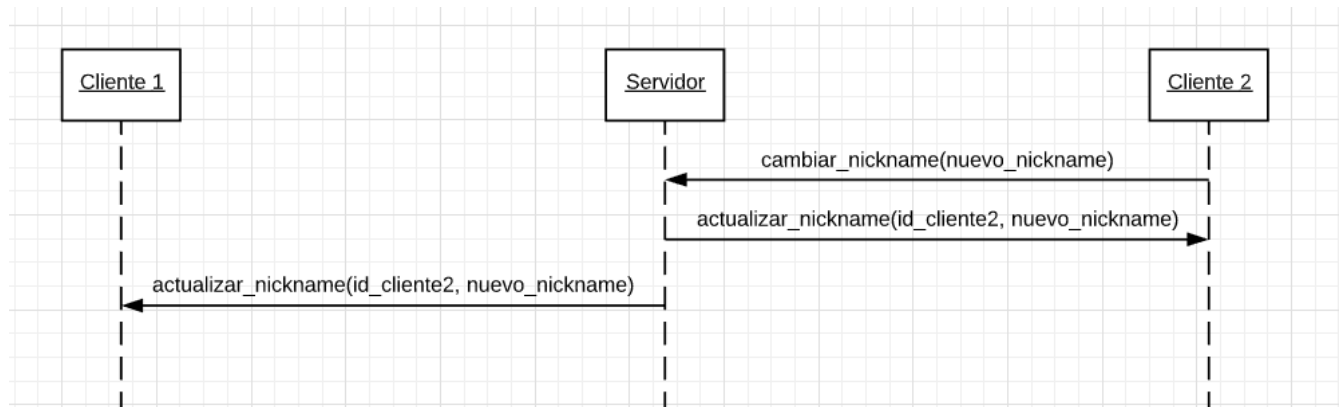 Cliente 1
Servidor
Cliente 2
cambiar_nickname(nuevo_nickname)
actualizar_nickname(id_cliente2, nuevo_nickname)
actualizar_nickname(id_cliente2, nuevo_nickname)